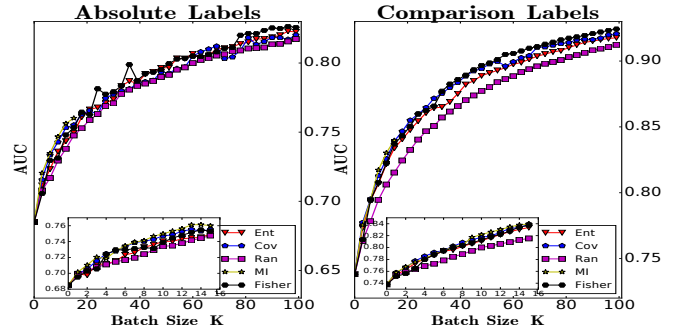 Absolute Labels Comparison Labels
AUC
0.80
0.75
0.70
0.65
0.76
0.74
0.72
0.70
0.68
0 2 4 6 8 10 12 14 16
Ent
Cov
Ran
MI
Fisher
0 20 40 60 80 100
Batch Size K
AUC
0.90
0.85
0.80
0.75
0.84
0.82
0.80
0.78
0.76
0.74
0 2 4 6 8 10 12 14 16
Ent
Cov
Ran
MI
Fisher
0 20 40 60 80 100
Batch Size K